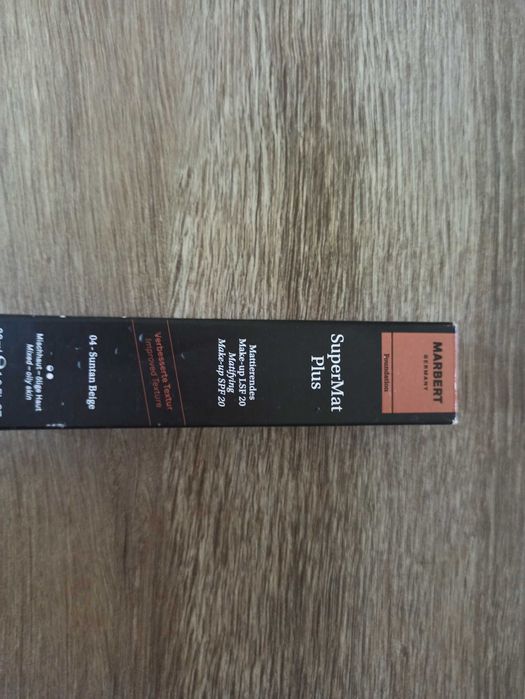 MARBERT
GERMANY
Foundation
SuperMat
Plus
Mattierendes
Make-up LSF 20
Matifying
Make-up SPF 20
Verbesserte Textur
Improved Texture
04 - Suntan Beige
Mischhaut – ölige Haut
Mixed – oily skin